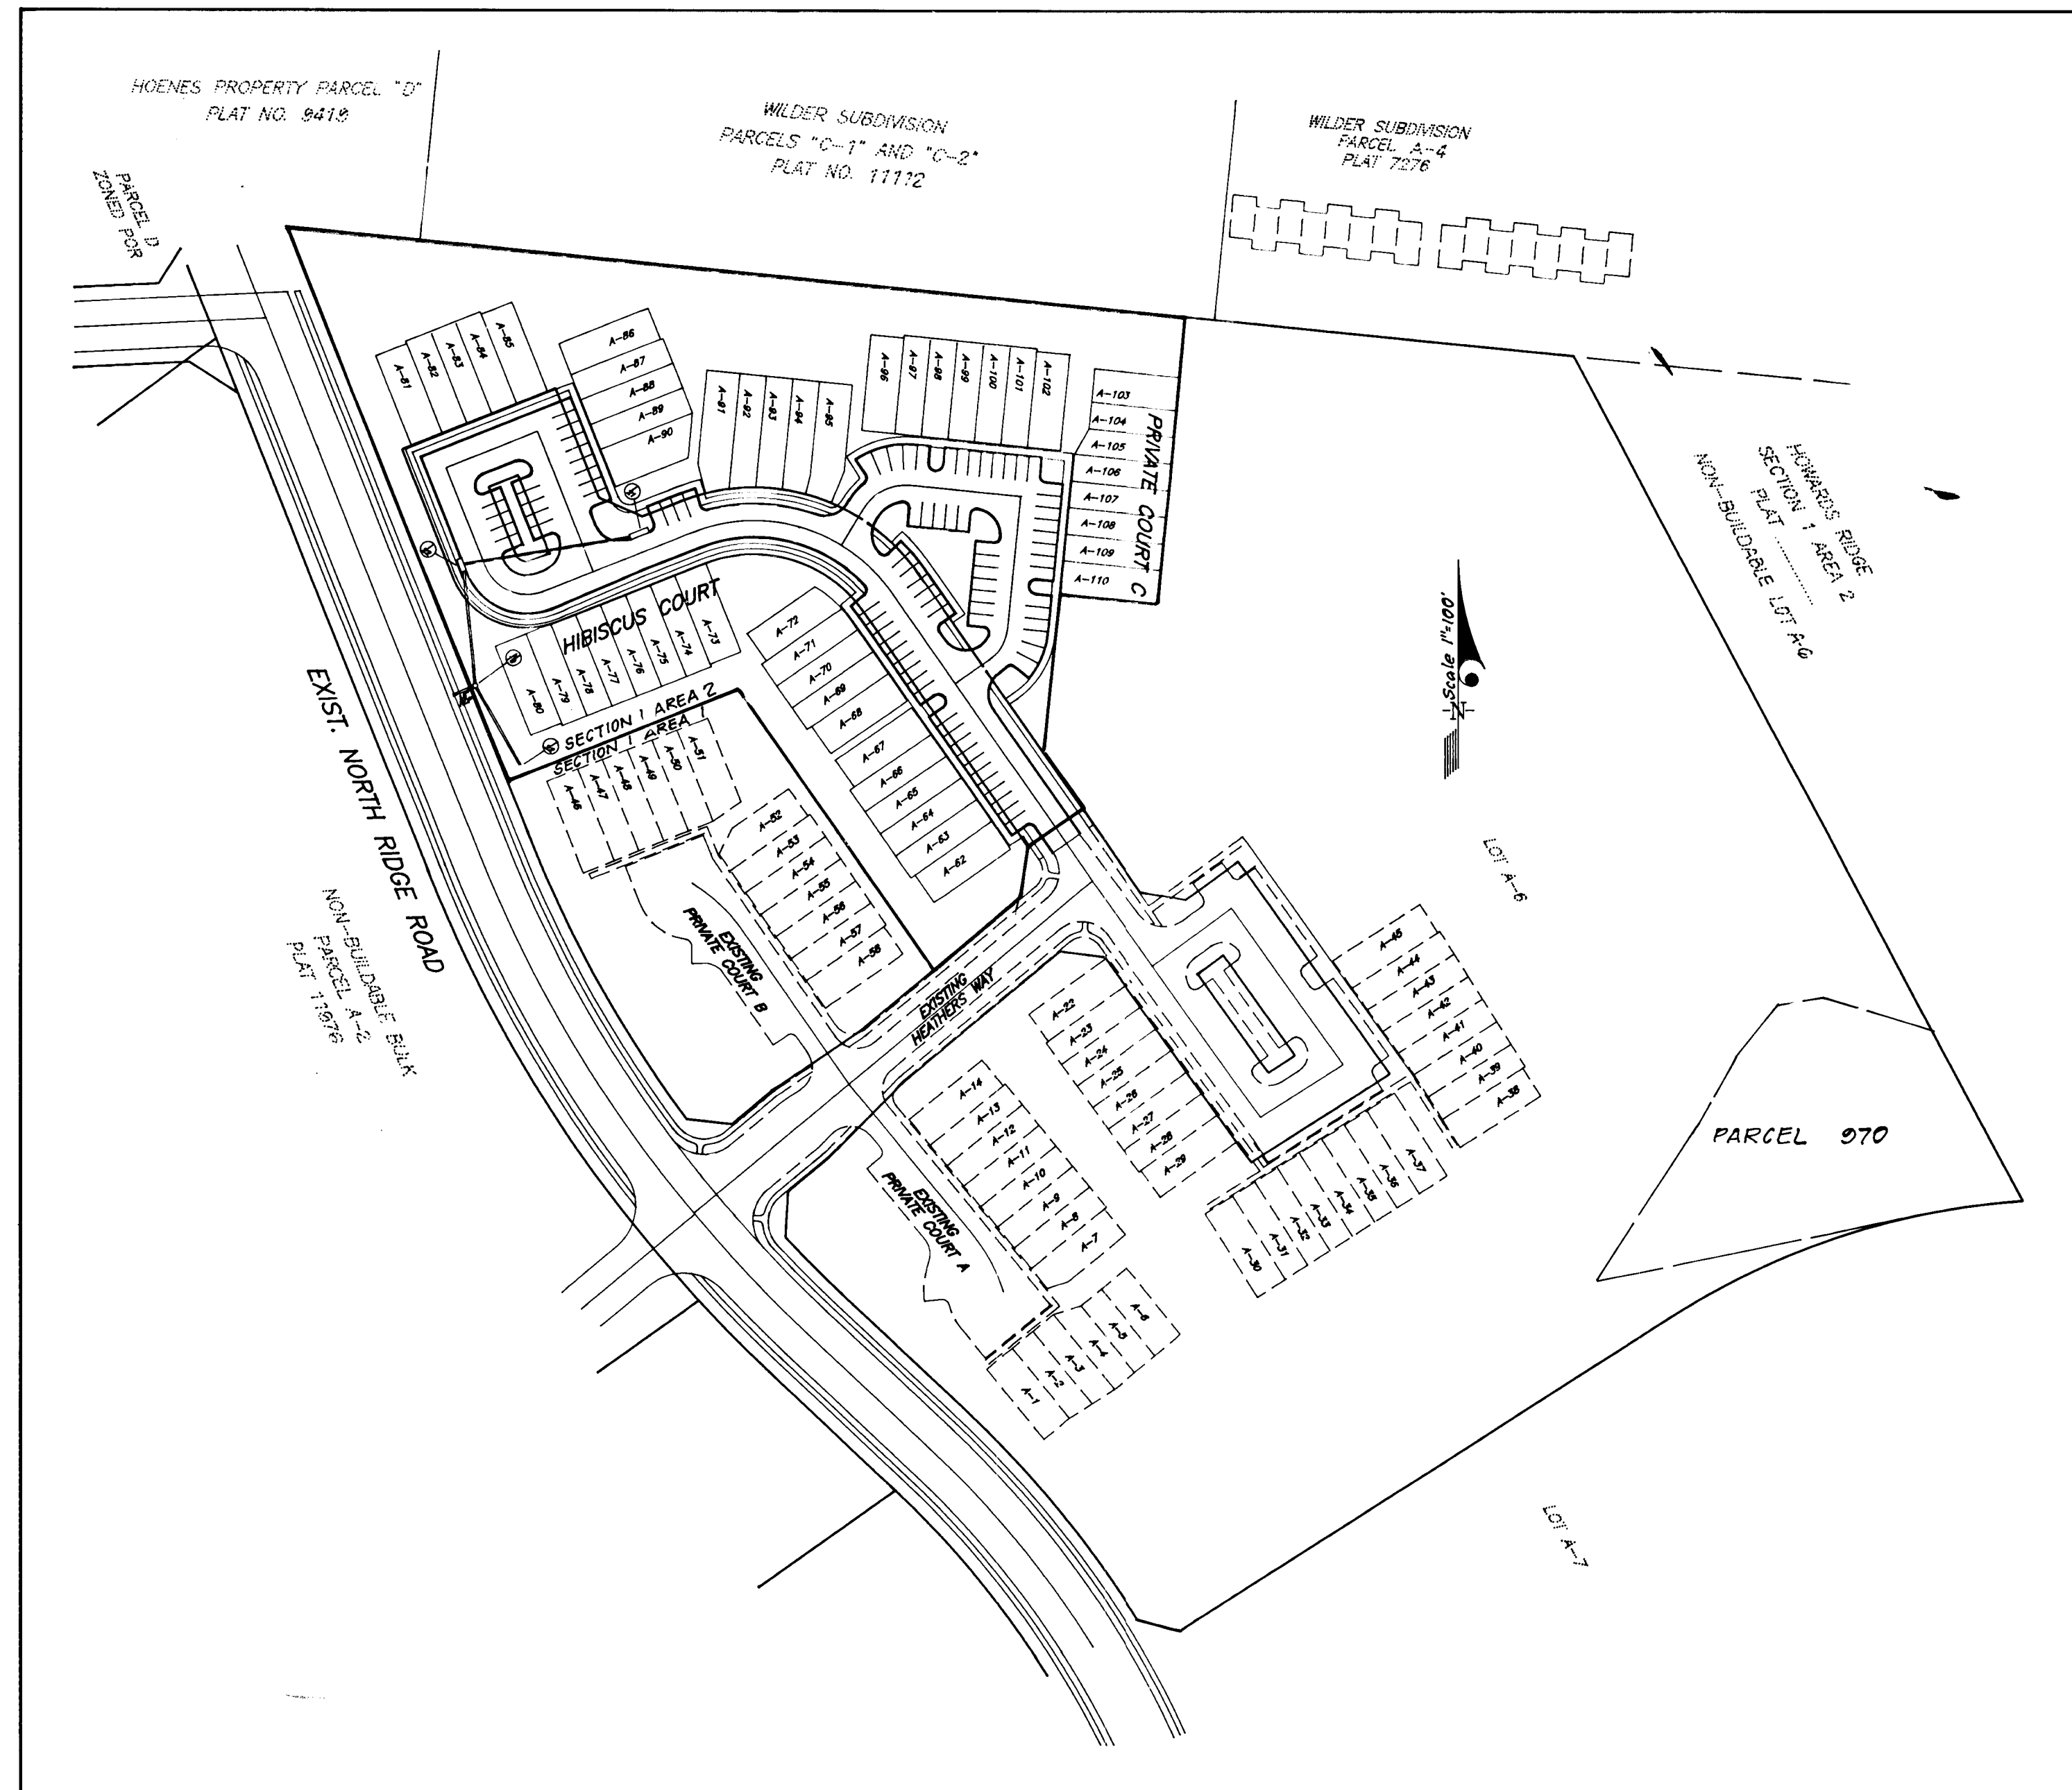 HOENES PROPERTY PARCEL "D"
PLAT NO. 9419
WILDER SUBDIVISION
PARCELS "C-1" AND "C-2"
PLAT NO. 11112
WILDER SUBDIVISION
PARCEL A-4
PLAT 7276
PARCEL D
ZONED POR
A-81
A-82
A-83
A-84
A-85
A-86
A-87
A-88
A-89
A-90
A-91
A-92
A-93
A-94
A-95
A-96
A-97
A-98
A-99
A-100
A-101
A-102
A-103
A-104
A-105
A-106
A-107
A-108
A-109
A-110
PRIVATE COURT C
HOWARDS RIDGE
SECTION 1 AREA 2
PLAT ............
NON-BUILDABLE LOT A-6
HIBISCUS COURT
A-80
A-79
A-78
A-77
A-76
A-75
A-74
A-73
A-72
A-71
A-70
A-69
A-68
A-67
A-66
A-65
A-64
A-63
A-62
SECTION 1 AREA 2
SECTION 1 AREA 1
Scale 1"=100'
N
EXIST. NORTH RIDGE ROAD
A-46
A-47
A-48
A-49
A-50
A-51
A-52
A-53
A-54
A-55
A-56
A-57
A-58
EXISTING
PRIVATE COURT B
NON-BUILDABLE BULK
PARCEL A-2
PLAT 11976
EXISTING
HEATHERS WAY
LOT A-6
A-22
A-23
A-24
A-25
A-26
A-27
A-28
A-29
A-45
A-44
A-43
A-42
A-41
A-40
A-39
A-38
A-37
A-36
A-35
A-34
A-33
A-32
A-31
A-30
PARCEL 970
A-14
A-13
A-12
A-11
A-10
A-9
A-8
A-7
A-6
A-5
A-4
A-3
A-2
A-1
EXISTING
PRIVATE COURT A
LOT A-7